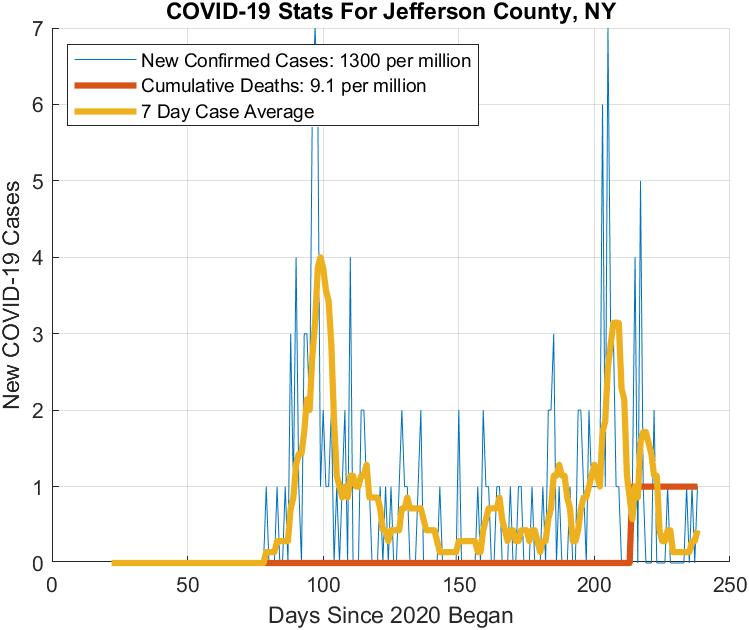 COVID-19 Stats For Jefferson County, NY
New Confirmed Cases: 1300 per million
Cumulative Deaths: 9.1 per million
7 Day Case Average
New COVID-19 Cases
7
6
5
4
3
2
1
0
0 50 100 150 200 250
Days Since 2020 Began